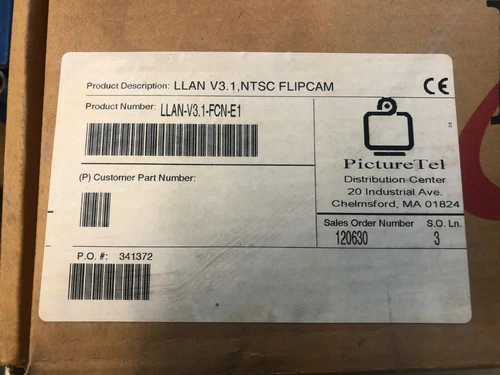 Product Description: LLAN V3.1,NTSC FLIPCAM
CE
Product Number: LLAN-V3.1-FCN-E1
PictureTel
Distribution Center
20 Industrial Ave.
Chelmsford, MA 01824
(P) Customer Part Number:
Sales Order Number S.O. Ln.
120630 3
P.O. #: 341372